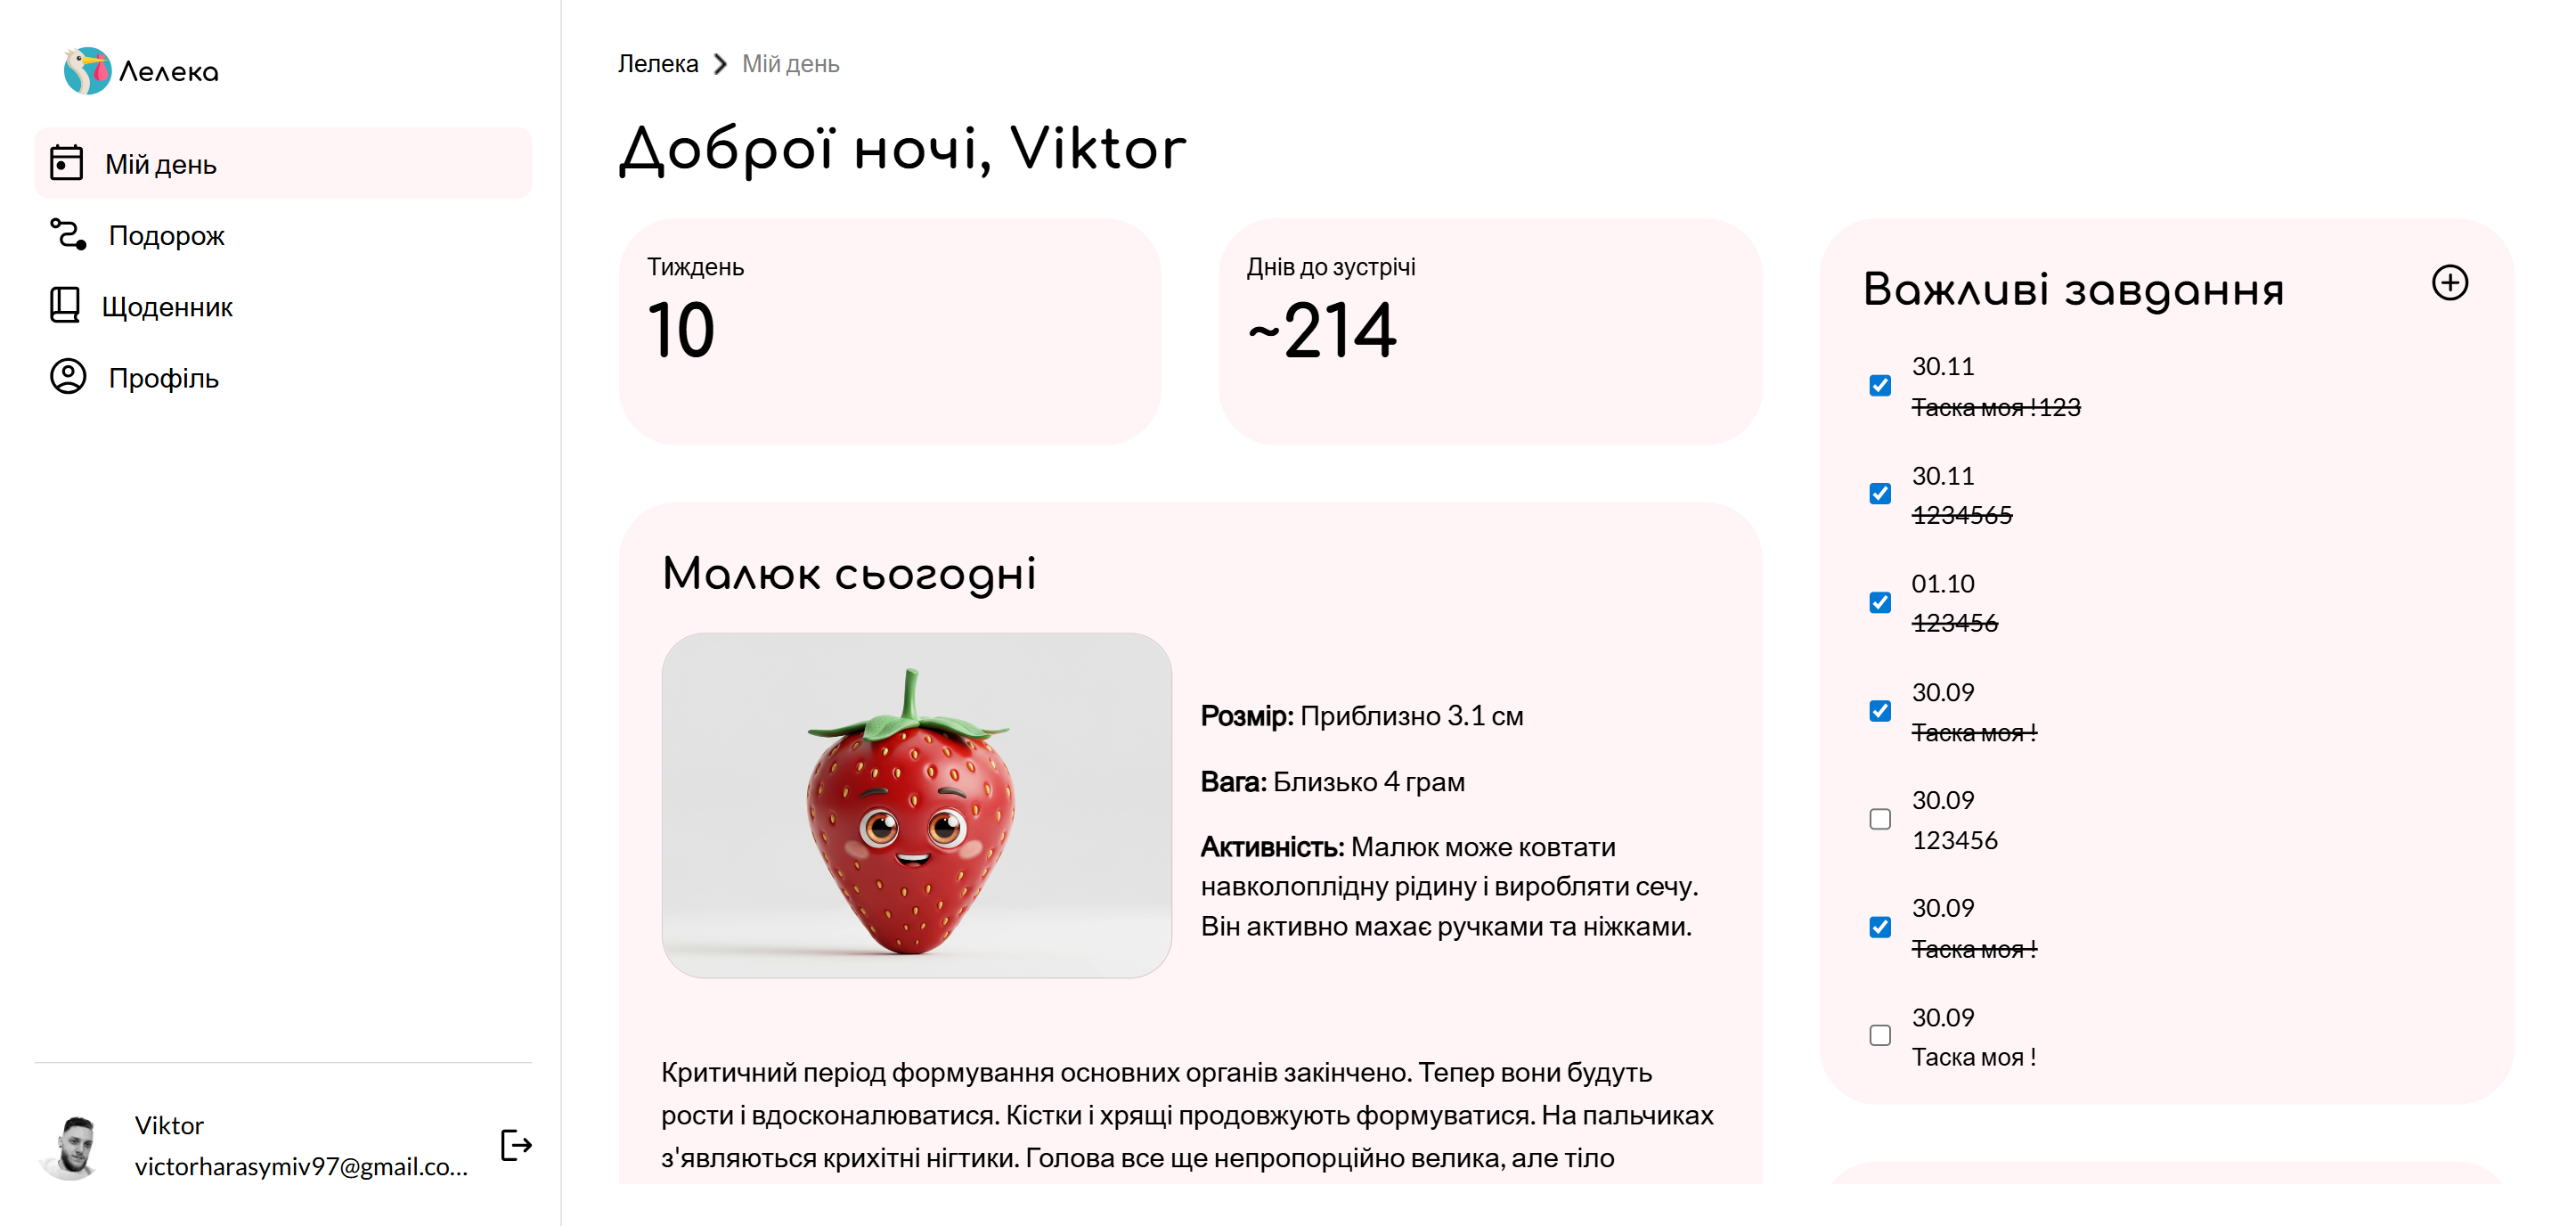 Лелека
Мій день
Подорож
Щоденник
Профіль
Viktor
victorharasymiv97@gmail.co...
Лелека
Мій день
Доброї ночі, Viktor
Тиждень
10
Днів до зустрічі
~214
Малюк сьогодні
Розмір: Приблизно 3.1 см
Вага: Близько 4 грам
Активність: Малюк може ковтати
навколоплідну рідину і виробляти сечу.
Він активно махає ручками та ніжками.
Критичний період формування основних органів закінчено. Тепер вони будуть
рости і вдосконалюватися. Кістки і хрящі продовжують формуватися. На пальчиках
з'являються крихітні нігтики. Голова все ще непропорційно велика, але тіло
Важливі завдання
30.11
Таска моя !123
30.11
1234565
01.10
123456
30.09
Таска моя !
30.09
123456
30.09
Таска моя !
30.09
Таска моя !